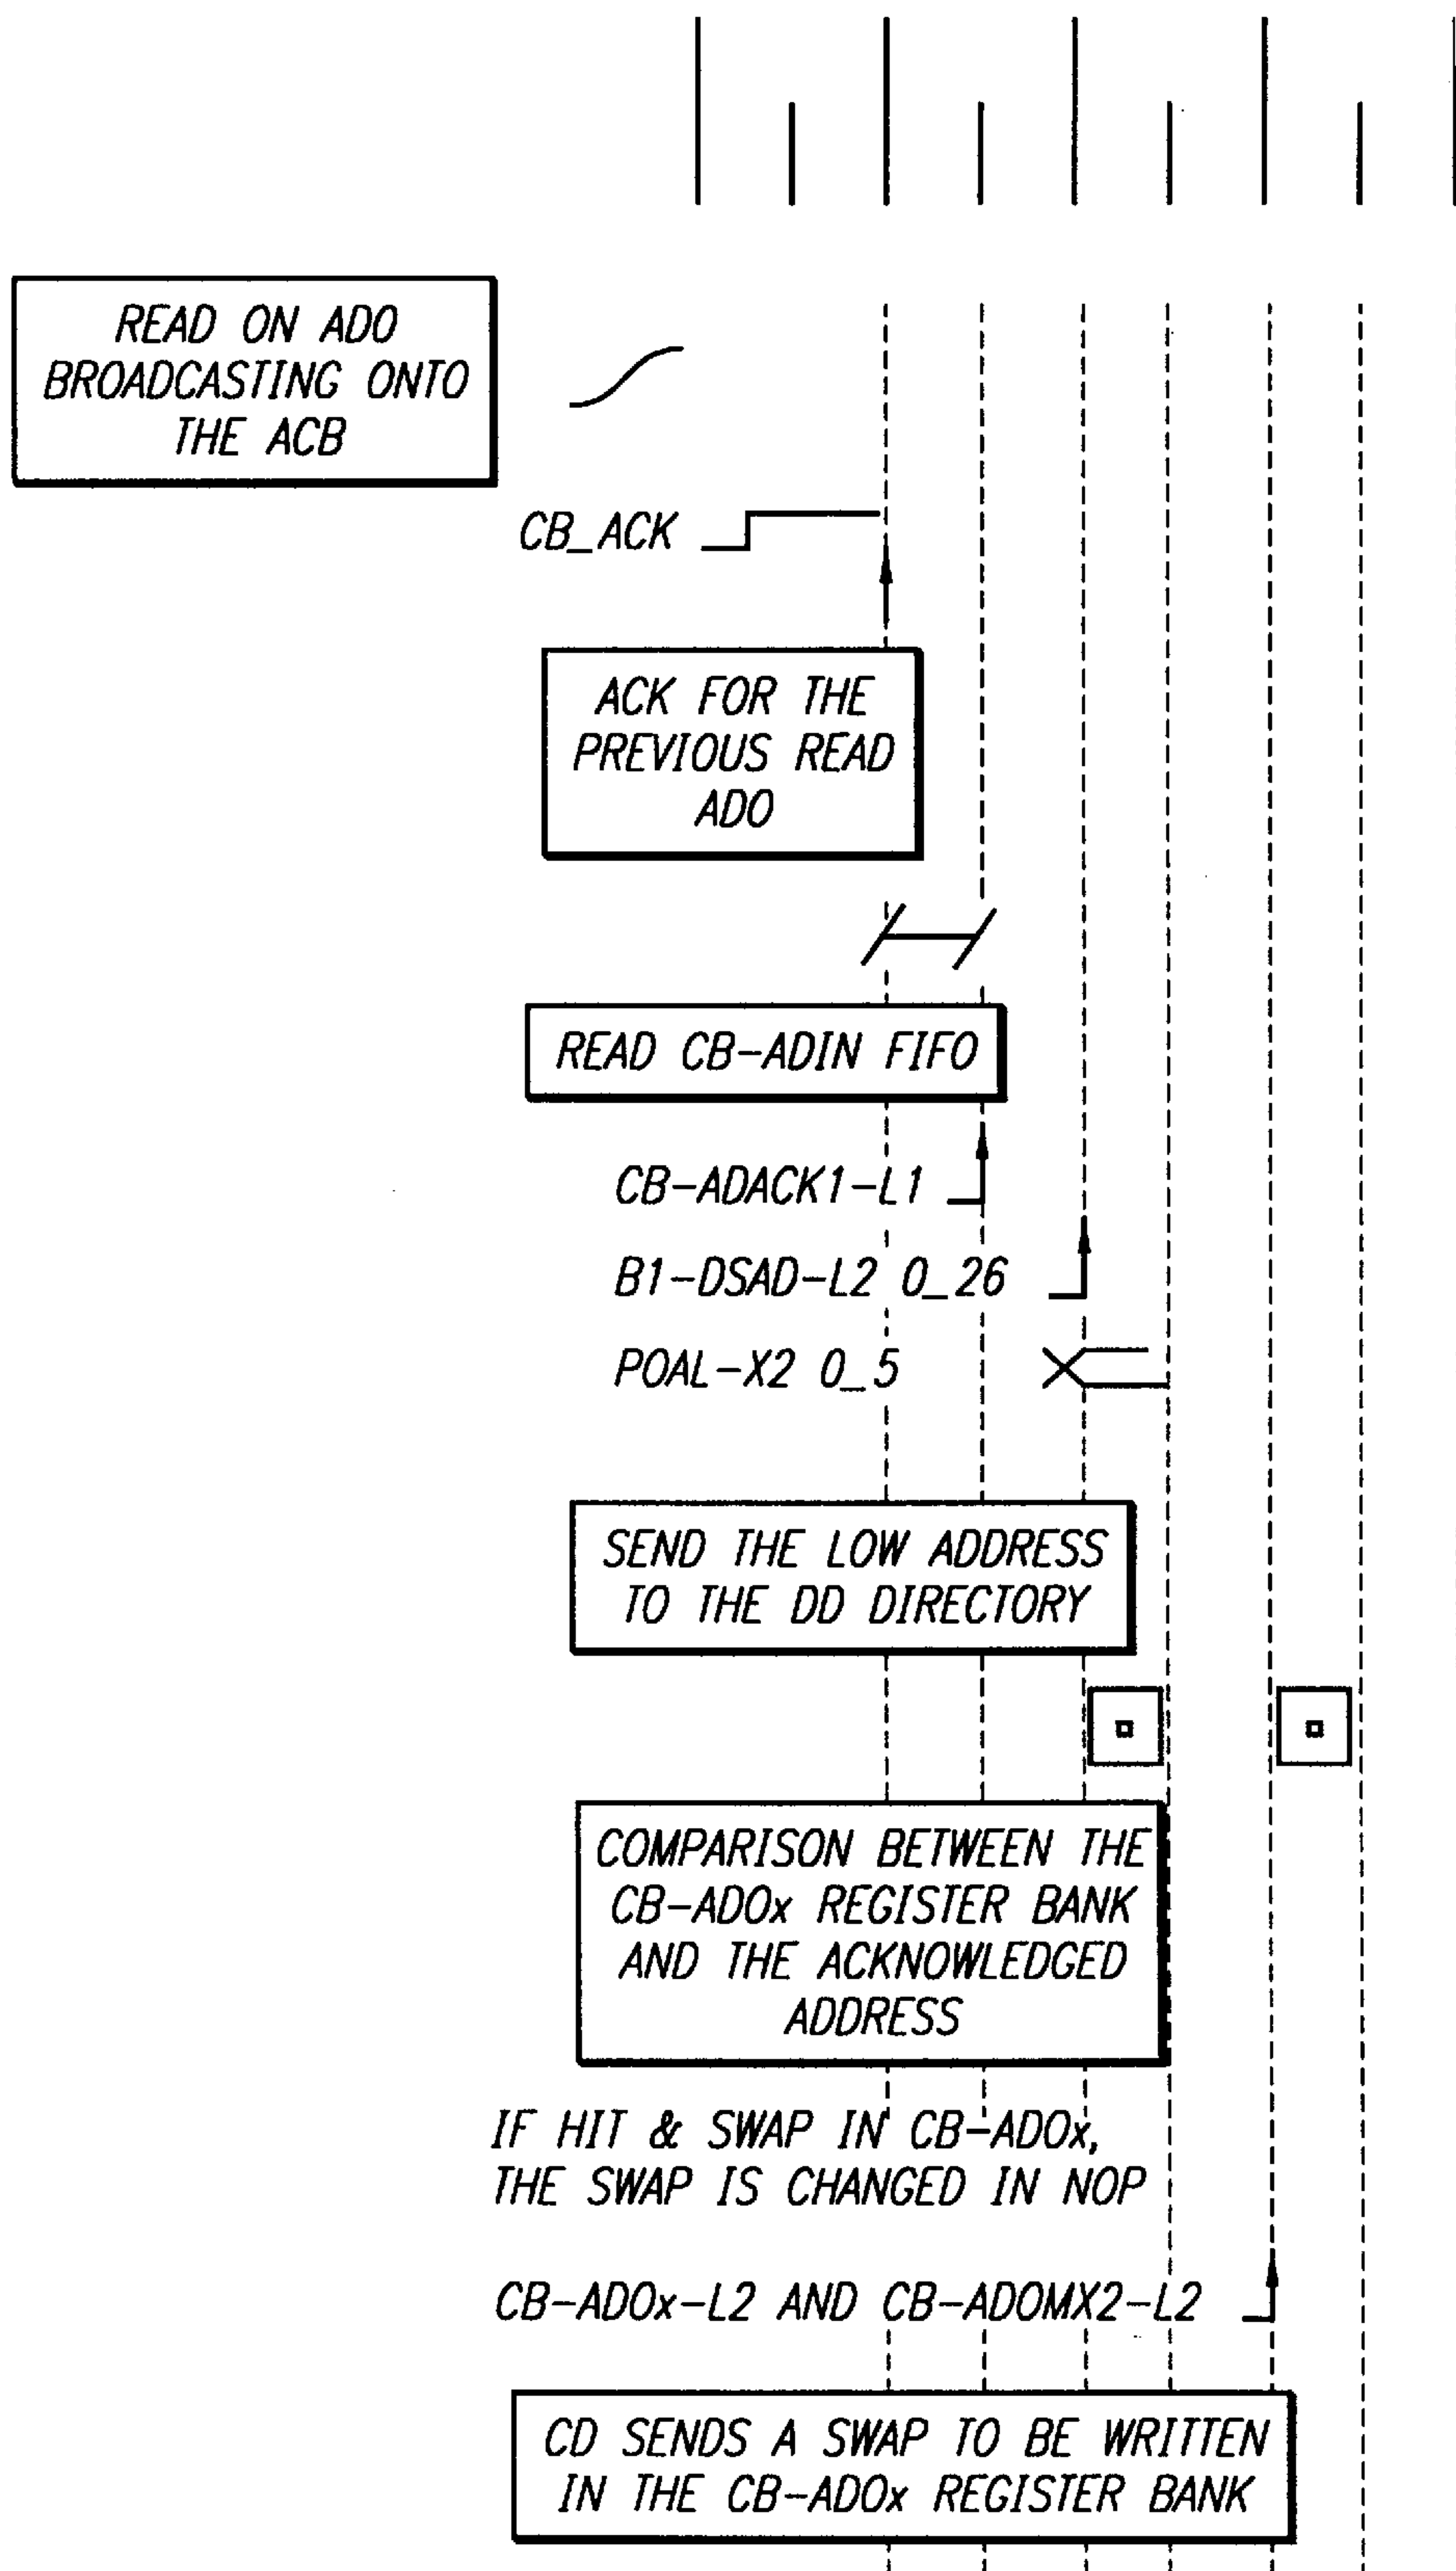 READ ON ADO
BROADCASTING ONTO
THE ACB
CB_ACK
ACK FOR THE
PREVIOUS READ
ADO
READ CB-ADIN FIFO
CB-ADACK1-L1
B1-DSAD-L2 0_26
POAL-X2 0_5
SEND THE LOW ADDRESS
TO THE DD DIRECTORY
COMPARISON BETWEEN THE
CB-ADOx REGISTER BANK
AND THE ACKNOWLEDGED
ADDRESS
IF HIT & SWAP IN CB-ADOx,
THE SWAP IS CHANGED IN NOP
CB-ADOx-L2 AND CB-ADOMX2-L2
CD SENDS A SWAP TO BE WRITTEN
IN THE CB-ADOx REGISTER BANK